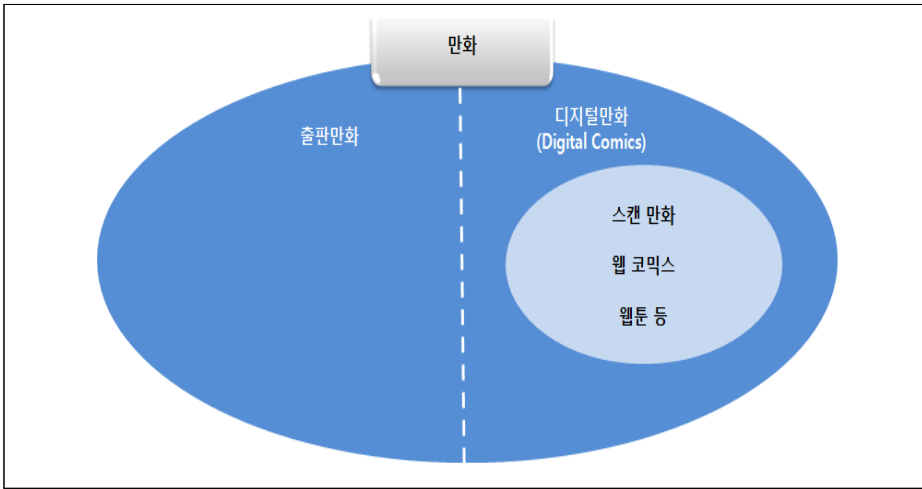 만화
출판만화
디지털만화
(Digital Comics)
스캔 만화
웹 코믹스
웹툰 등